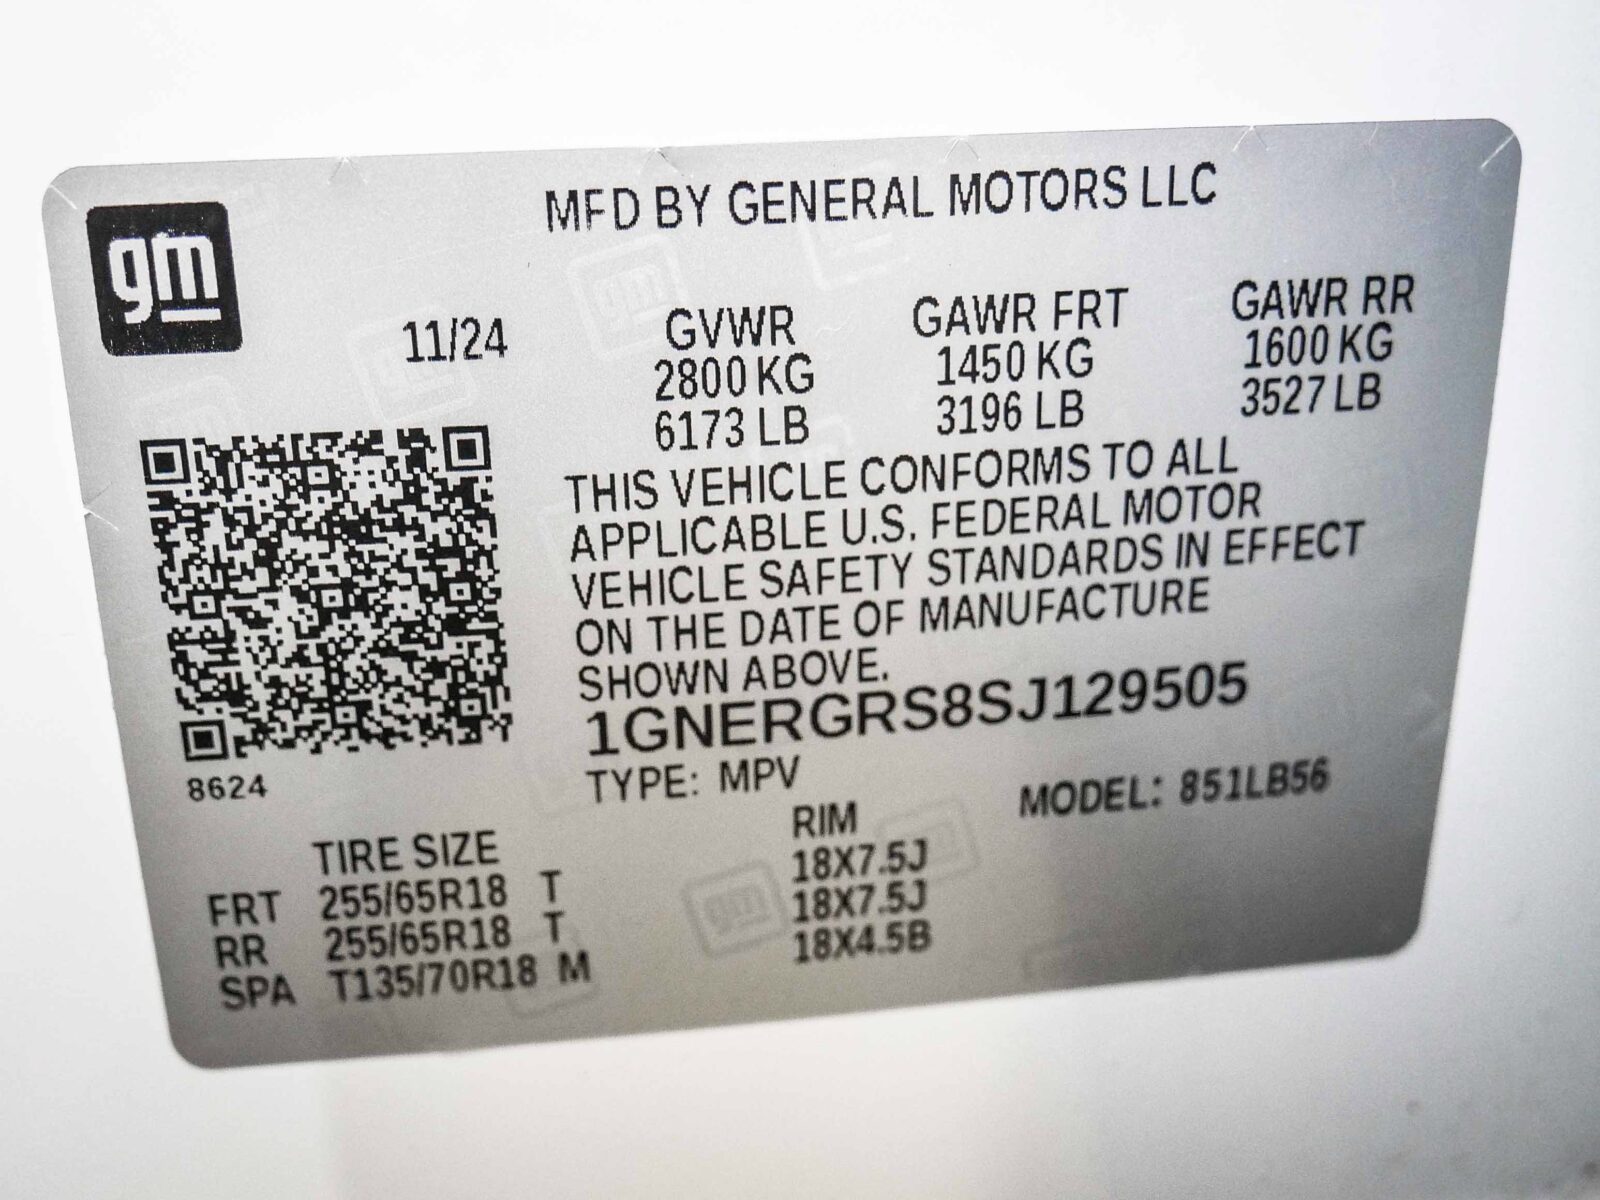 gm
MFD BY GENERAL MOTORS LLC
11/24
GVWR GAWR FRT GAWR RR
2800 KG 1450 KG 1600 KG
6173 LB 3196 LB 3527 LB
THIS VEHICLE CONFORMS TO ALL
APPLICABLE U.S. FEDERAL MOTOR
VEHICLE SAFETY STANDARDS IN EFFECT
ON THE DATE OF MANUFACTURE
SHOWN ABOVE.
1GNERGRS8SJ129505
8624
TYPE: MPV MODEL: 851LB56
TIRE SIZE RIM
FRT 255/65R18 T 18X7.5J
RR 255/65R18 T 18X7.5J
SPA T135/70R18 M 18X4.5B
gm